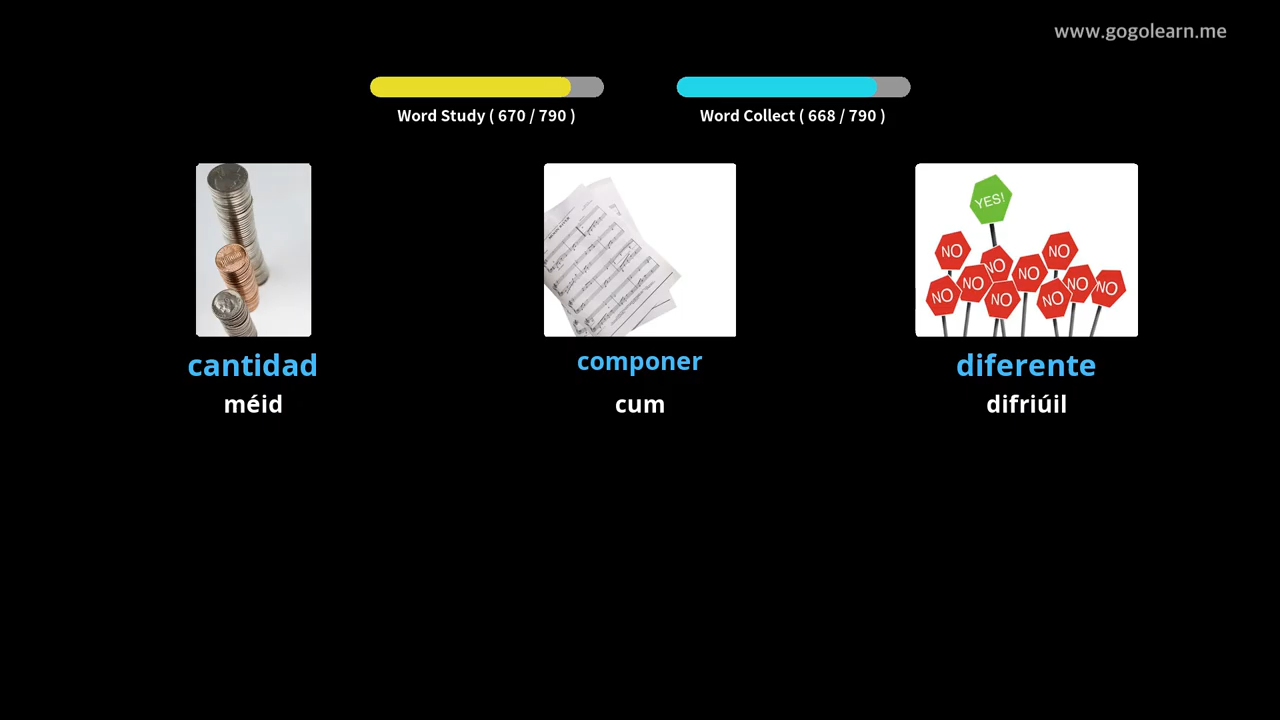 www.gogolearn.me
Word Study ( 670 / 790 )
Word Collect ( 668 / 790 )
YES!
NO
NO
NO
NO
NO
NO
NO
NO
NO
NO
cantidad
componer
diferente
méid
cum
difriúil